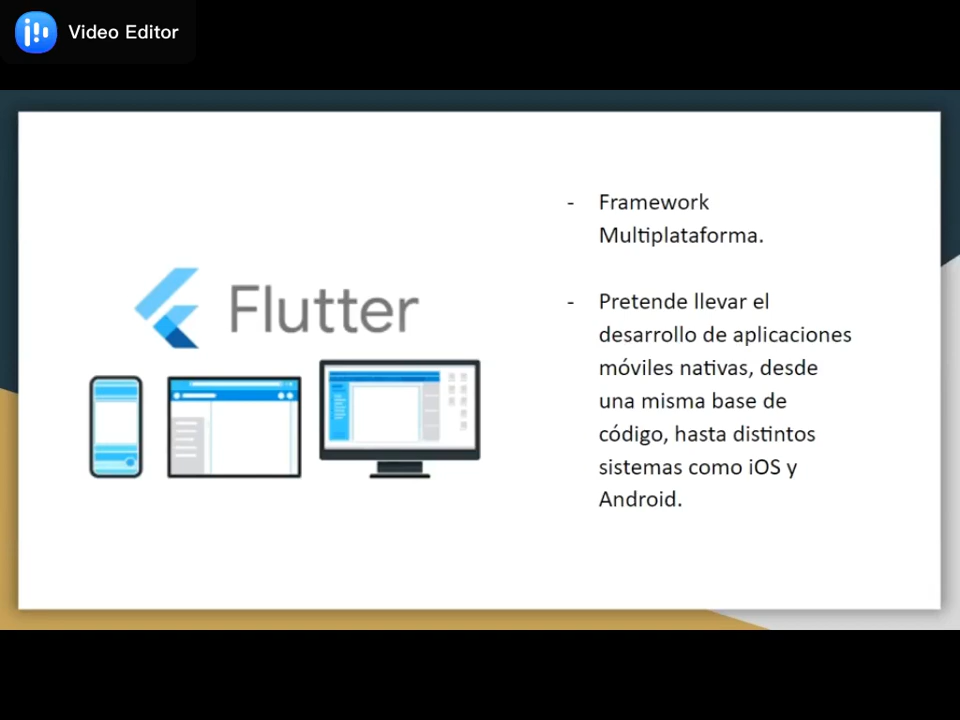 Video Editor
Flutter
- Framework
Multiplataforma.
- Pretende llevar el
desarrollo de aplicaciones
móviles nativas, desde
una misma base de
código, hasta distintos
sistemas como iOS y
Android.